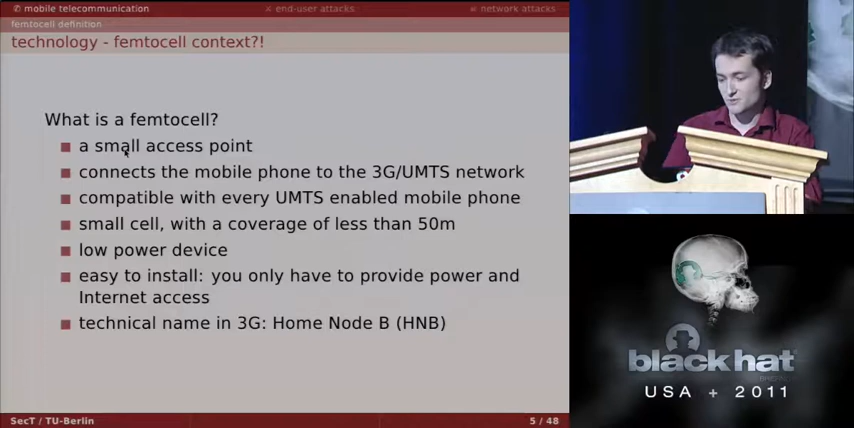 ✆ mobile telecommunication
end-user attacks
network attacks
femtocell definition
technology - femtocell context?!
What is a femtocell?
a small access point
connects the mobile phone to the 3G/UMTS network
compatible with every UMTS enabled mobile phone
small cell, with a coverage of less than 50m
low power device
easy to install: you only have to provide power and
Internet access
technical name in 3G: Home Node B (HNB)
SecT / TU-Berlin
5 / 48
black hat
USA + 2011